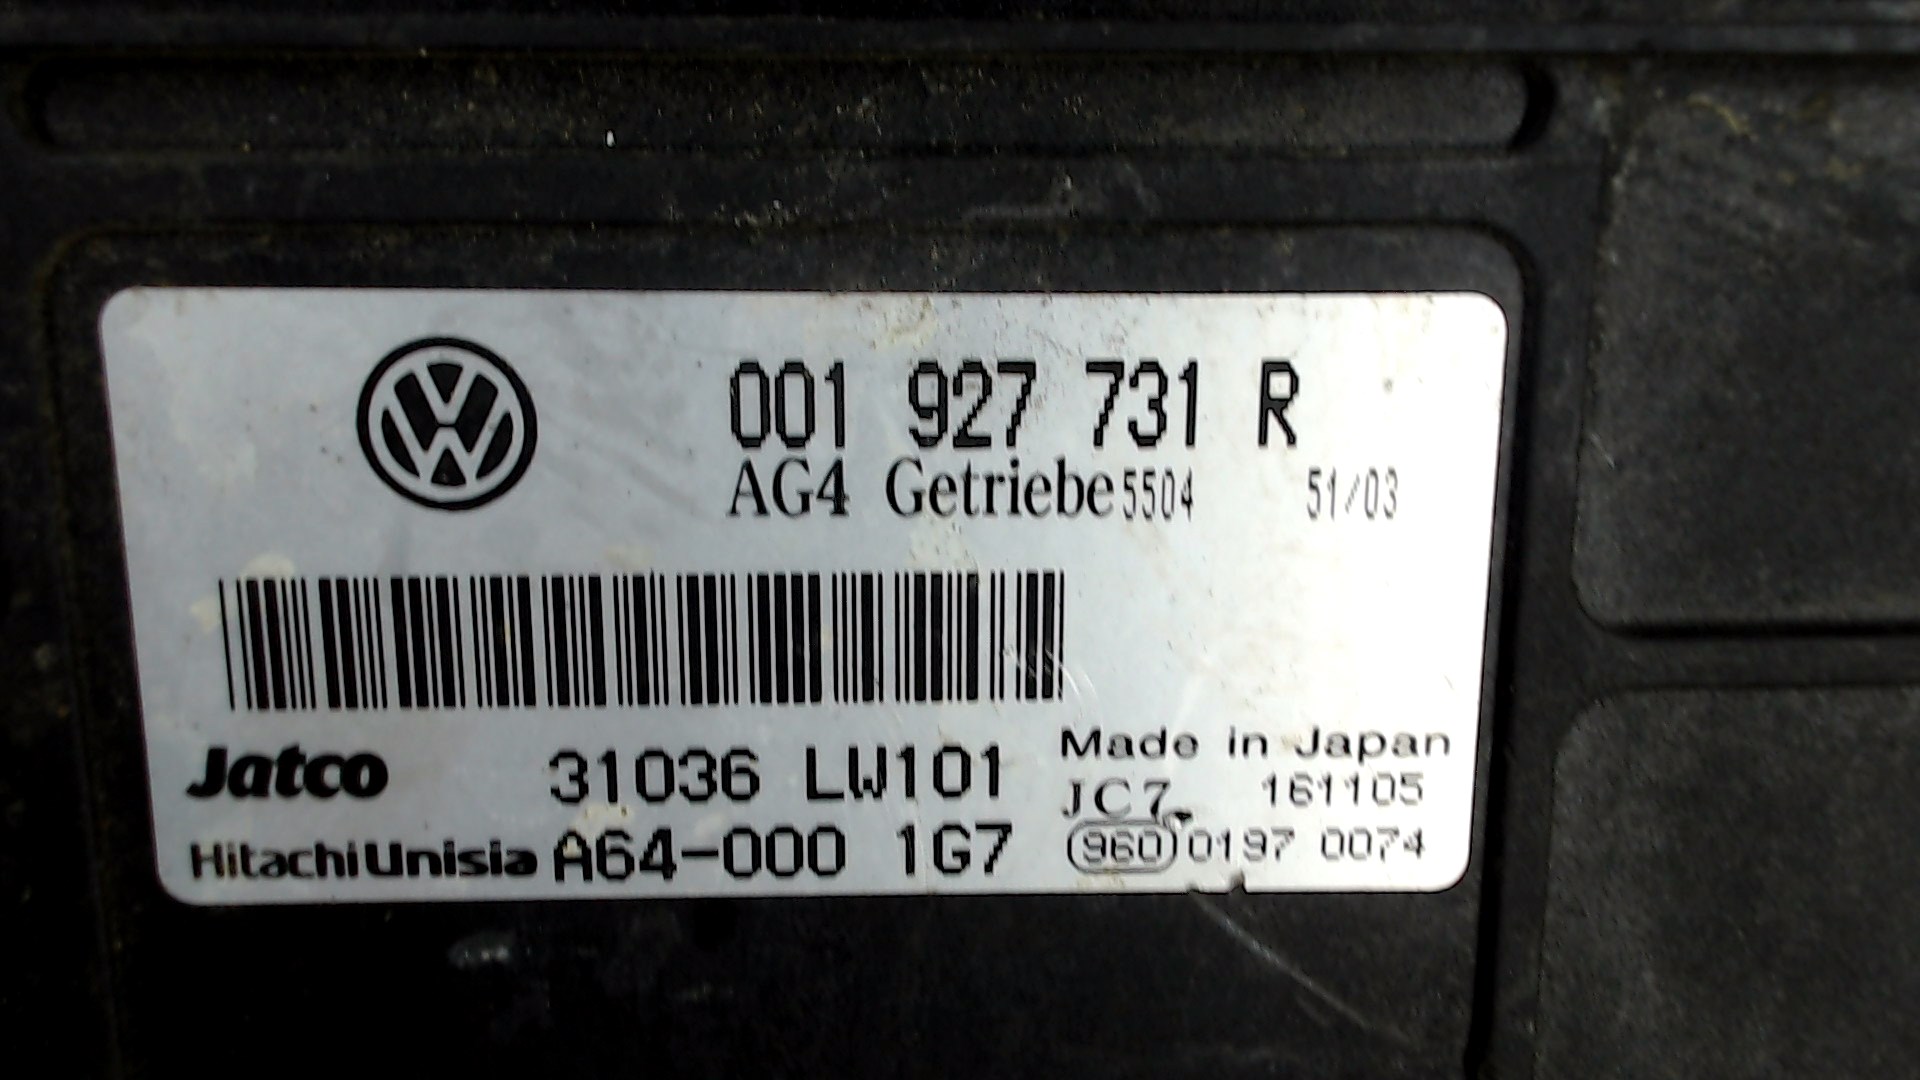 001 927 731 R
AG4 Getriebe 5504 51/03
Jatco 31036 LW101
Made in Japan
JC7 161105
HitachiUnisia A64-000 1G7
960 0197 0074